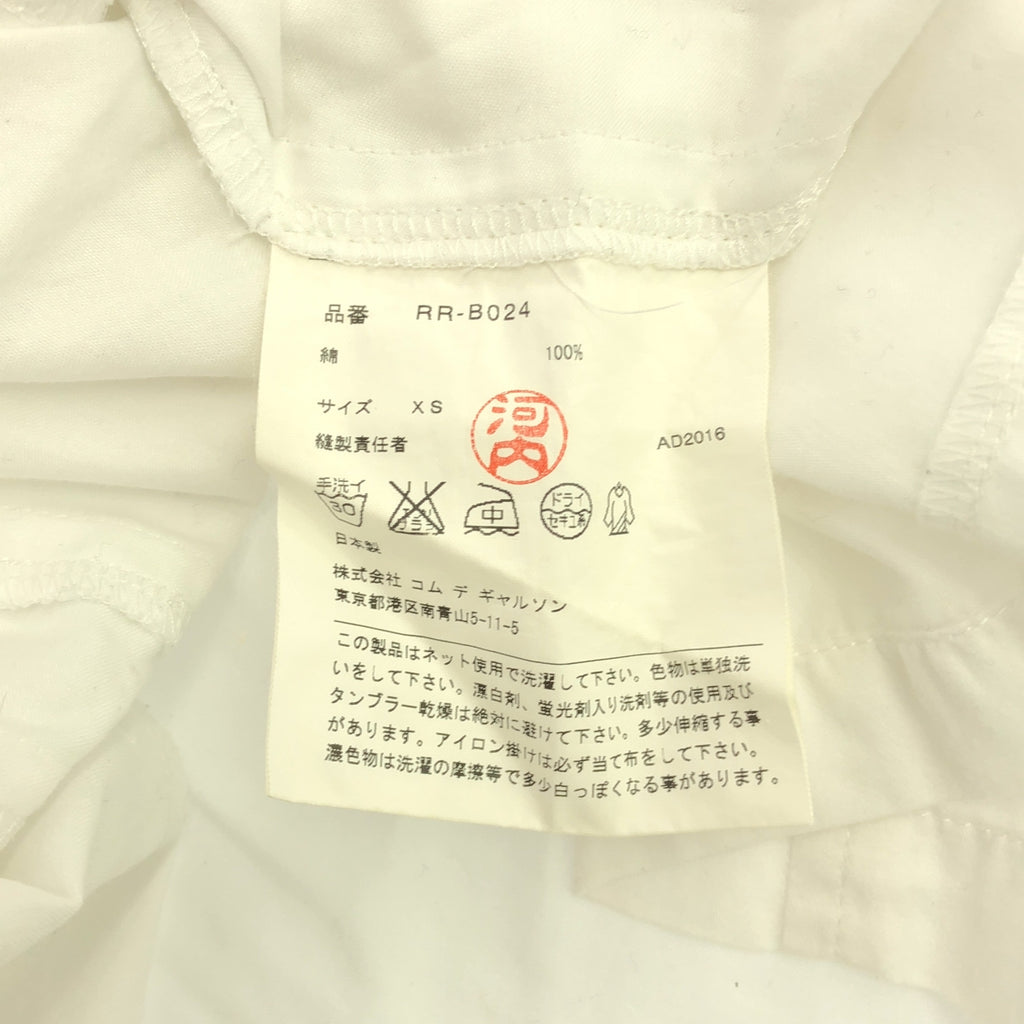 品番 RR-B024
綿 100%
サイズ XS
河内
縫製責任者 AD2016
手洗イ
30
中
ドライ
セキユ系
日本製
株式会社 コム デ ギャルソン
東京都港区南青山5-11-5
この製品はネット使用で洗濯して下さい。色物は単独洗
いをして下さい。漂白剤、蛍光剤入り洗剤等の使用及び
タンブラー乾燥は絶対に避けて下さい。多少伸縮する事
があります。アイロン掛けは必ず当て布をして下さい。
濃色物は洗濯の摩擦等で多少白っぽくなる事があります。